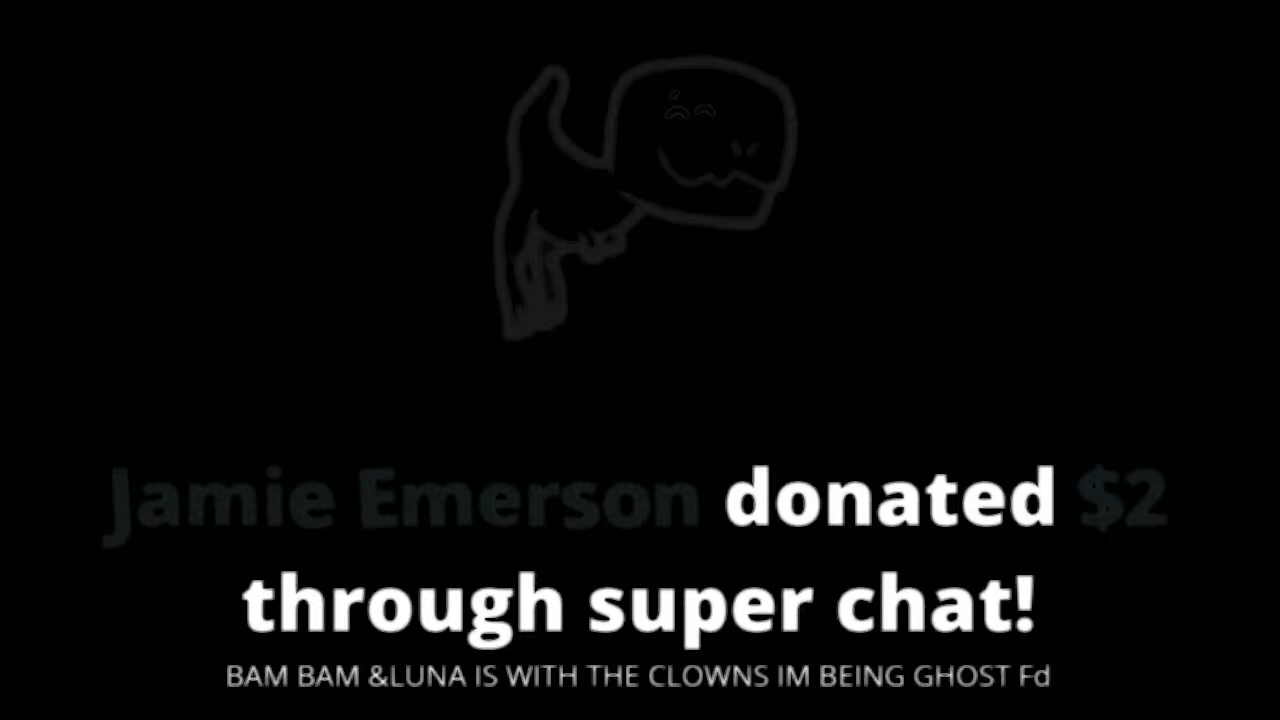 Jamie Emerson donated $2
through super chat!
BAM BAM &LUNA IS WITH THE CLOWNS IM BEING GHOST Fd